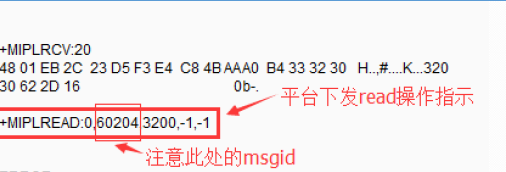 +MIPLRCV:20
48 01 EB 2C 23 D5 F3 E4 C8 4B AAA0 B4 33 32 30 H..,#....K...320
30 62 2D 16 0b-.
平台下发read操作指示
+MIPLREAD:0,60204,3200,-1,-1
注意此处的msgid